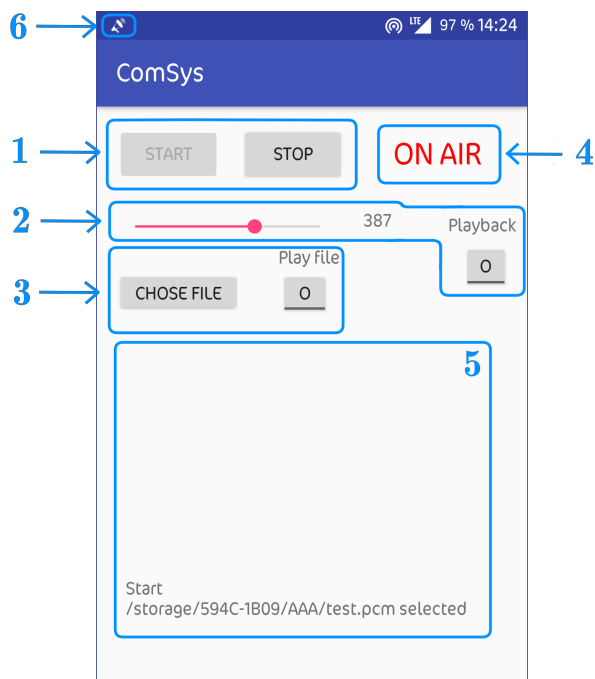 6
LTE 97 % 14:24
ComSys
1
START STOP ON AIR
4
2
387
Playback
O
3
Play file
CHOSE FILE O
5
Start
/storage/594C-1B09/AAA/test.pcm selected